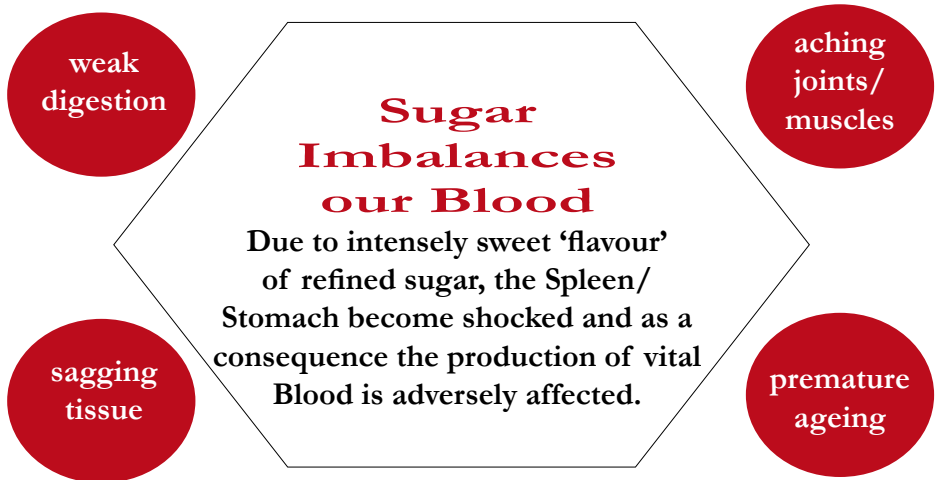 weak
digestion
aching
joints/
muscles
Sugar
Imbalances
our Blood
Due to intensely sweet ‘flavour’
of refined sugar, the Spleen/
Stomach become shocked and as a
consequence the production of vital
Blood is adversely affected.
sagging
tissue
premature
ageing